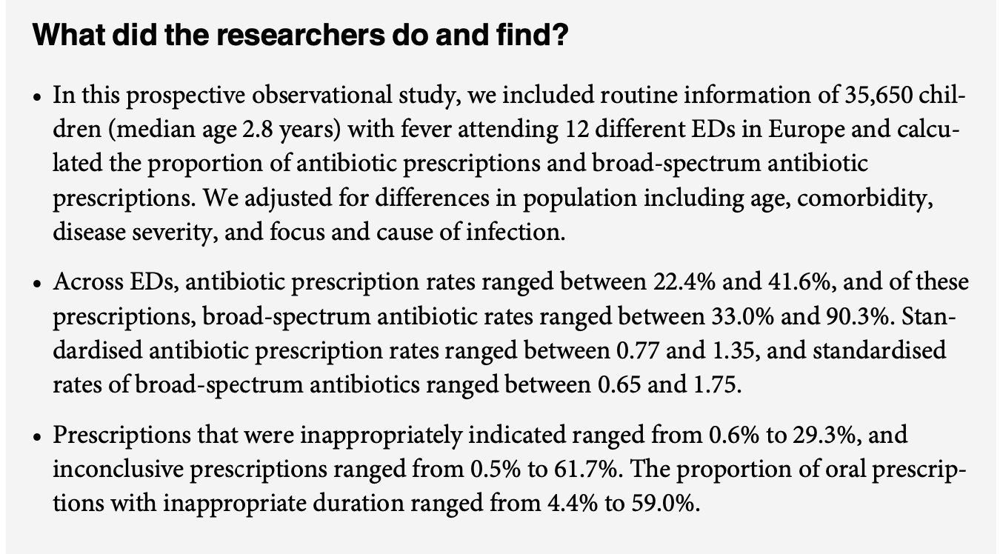 What did the researchers do and find?
• In this prospective observational study, we included routine information of 35,650 chil-
dren (median age 2.8 years) with fever attending 12 different EDs in Europe and calcu-
lated the proportion of antibiotic prescriptions and broad-spectrum antibiotic
prescriptions. We adjusted for differences in population including age, comorbidity,
disease severity, and focus and cause of infection.
• Across EDs, antibiotic prescription rates ranged between 22.4% and 41.6%, and of these
prescriptions, broad-spectrum antibiotic rates ranged between 33.0% and 90.3%. Stan-
dardised antibiotic prescription rates ranged between 0.77 and 1.35, and standardised
rates of broad-spectrum antibiotics ranged between 0.65 and 1.75.
• Prescriptions that were inappropriately indicated ranged from 0.6% to 29.3%, and
inconclusive prescriptions ranged from 0.5% to 61.7%. The proportion of oral prescrip-
tions with inappropriate duration ranged from 4.4% to 59.0%.